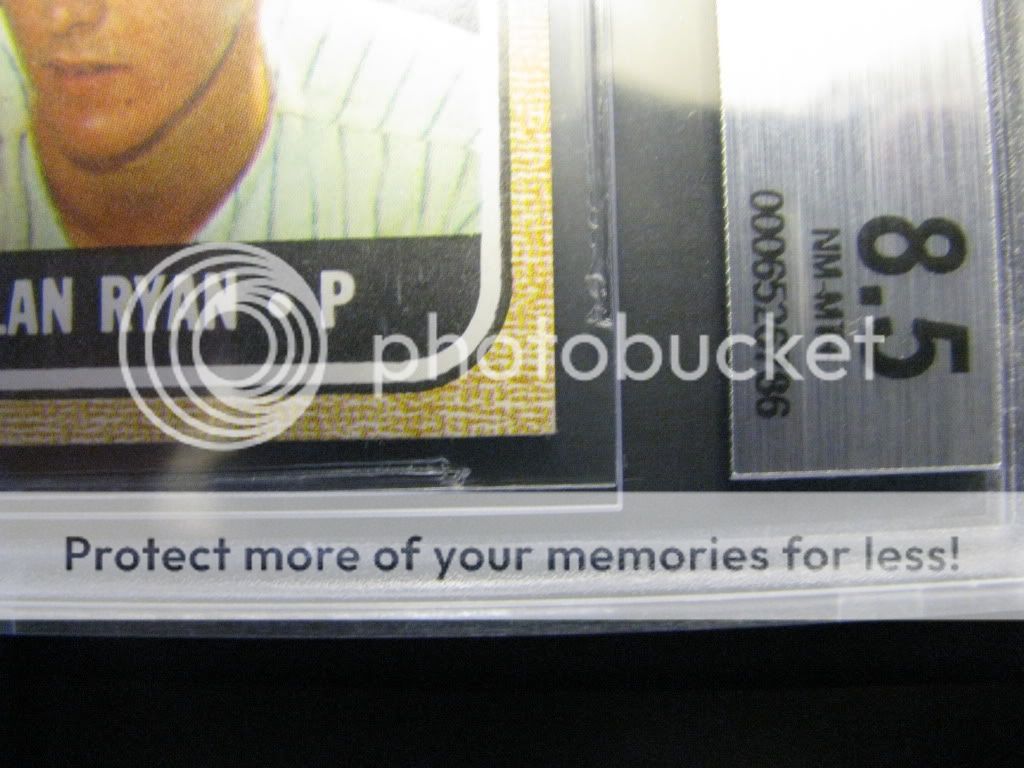 LAN RYAN • P
8.5
NM-MT
photobucket
Protect more of your memories for less!